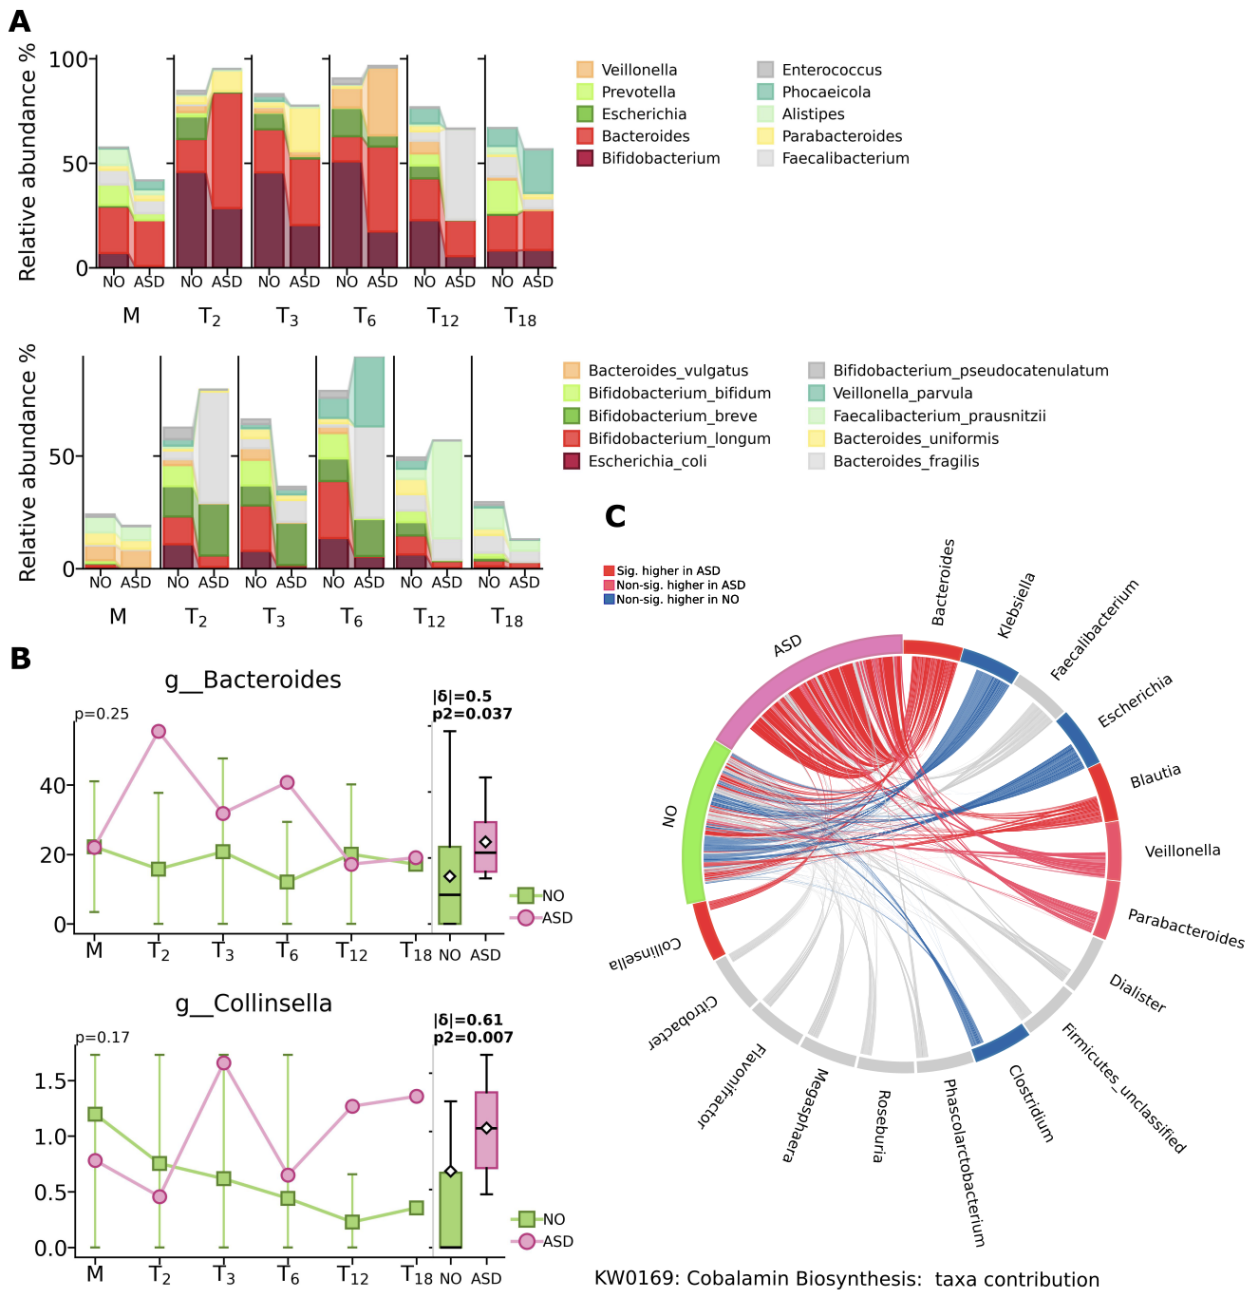 A
Relative abundance %
100
50
0
NO ASD NO ASD NO ASD NO ASD NO ASD NO ASD
M T2 T3 T6 T12 T18
Veillonella
Prevotella
Escherichia
Bacteroides
Bifidobacterium
Enterococcus
Phocaeicola
Alistipes
Parabacteroides
Faecalibacterium
Relative abundance %
50
0
NO ASD NO ASD NO ASD NO ASD NO ASD NO ASD
M T2 T3 T6 T12 T18
Bacteroides_vulgatus
Bifidobacterium_bifidum
Bifidobacterium_breve
Bifidobacterium_longum
Escherichia_coli
Bifidobacterium_pseudocatenulatum
Veillonella_parvula
Faecalibacterium_prausnitzii
Bacteroides_uniformis
Bacteroides_fragilis
B
g__Bacteroides
p=0.25
|δ|=0.5
p2=0.037
40
20
0
M T2 T3 T6 T12 T18
NO ASD
NO
ASD
g__Collinsella
p=0.17
|δ|=0.61
p2=0.007
1.5
1.0
0.5
0.0
M T2 T3 T6 T12 T18
NO ASD
NO
ASD
C
Sig. higher in ASD
Non-sig. higher in ASD
Non-sig. higher in NO
ASD
Bacteroides
Klebsiella
Faecalibacterium
Escherichia
Blautia
Veillonella
Parabacteroides
Dialister
Firmicutes_unclassified
Clostridium
Phascolarctobacterium
Roseburia
Megasphaera
Flavonifractor
Citrobacter
Collinsella
NO
KW0169: Cobalamin Biosynthesis: taxa contribution